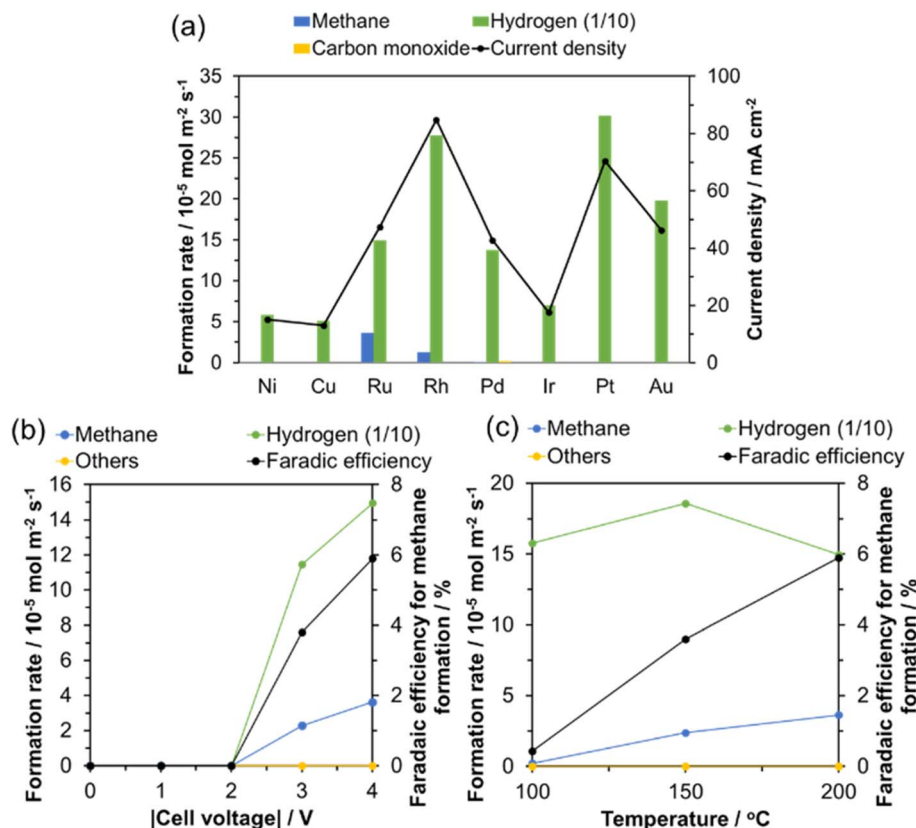 (a)
Methane
Hydrogen (1/10)
Carbon monoxide
Current density
Formation rate / 10⁻⁵ mol m⁻² s⁻¹
35
30
25
20
15
10
5
0
100
80
60
40
20
0
Current density / mA cm⁻²
Ni Cu Ru Rh Pd Ir Pt Au
(b)
Methane
Hydrogen (1/10)
Others
Faradic efficiency
Formation rate / 10⁻⁵ mol m⁻² s⁻¹
16
14
12
10
8
6
4
2
0
8
6
4
2
0
Faradaic efficiency for methane
formation / %
0 1 2 3 4
|Cell voltage| / V
(c)
Methane
Hydrogen (1/10)
Others
Faradic efficiency
Formation rate / 10⁻⁵ mol m⁻² s⁻¹
20
15
10
5
0
8
6
4
2
0
Faradaic efficiency for methane
formation / %
100 150 200
Temperature / °C